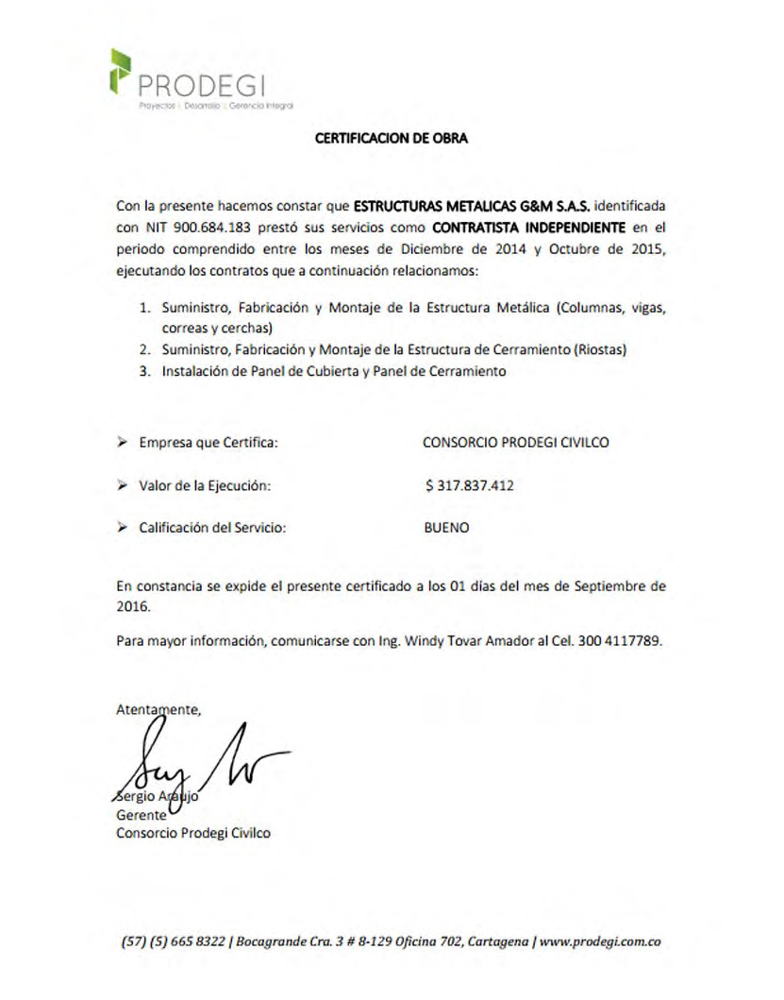 PRODEGI
Proyectos | Desarrollo | Gerencia Integral
CERTIFICACION DE OBRA
Con la presente hacemos constar que ESTRUCTURAS METALICAS G&M S.A.S. identificada
con NIT 900.684.183 prestó sus servicios como CONTRATISTA INDEPENDIENTE en el
periodo comprendido entre los meses de Diciembre de 2014 y Octubre de 2015,
ejecutando los contratos que a continuación relacionamos:
1. Suministro, Fabricación y Montaje de la Estructura Metálica (Columnas, vigas,
correas y cerchas)
2. Suministro, Fabricación y Montaje de la Estructura de Cerramiento (Riostas)
3. Instalación de Panel de Cubierta y Panel de Cerramiento
➢ Empresa que Certifica: CONSORCIO PRODEGI CIVILCO
➢ Valor de la Ejecución: $ 317.837.412
➢ Calificación del Servicio: BUENO
En constancia se expide el presente certificado a los 01 días del mes de Septiembre de
2016.
Para mayor información, comunicarse con Ing. Windy Tovar Amador al Cel. 300 4117789.
Atentamente,
Sergio Araujo
Gerente
Consorcio Prodegi Civilco
(57) (5) 665 8322 | Bocagrande Cra. 3 # 8-129 Oficina 702, Cartagena | www.prodegi.com.co